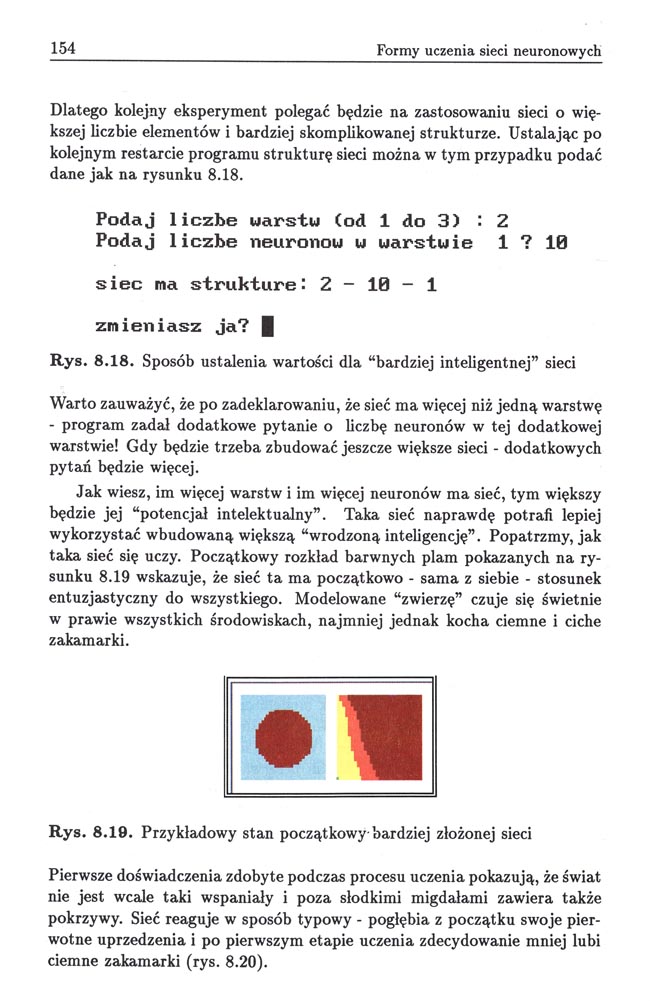 154
Formy uczenia sieci neuronowych
Dlatego kolejny eksperyment polegać będzie na zastosowaniu sieci o wię-
kszej liczbie elementów i bardziej skomplikowanej strukturze. Ustalając po
kolejnym restarcie programu strukturę sieci można w tym przypadku podać
dane jak na rysunku 8.18.
Podaj liczbe warstw (od 1 do 3) : 2
Podaj liczbe neuronow w warstwie 1 ? 10
siec ma strukture: 2 - 10 - 1
zmieniasz ja?
Rys. 8.18. Sposób ustalenia wartości dla “bardziej inteligentnej” sieci
Warto zauważyć, że po zadeklarowaniu, że sieć ma więcej niż jedną warstwę
- program zadał dodatkowe pytanie o liczbę neuronów w tej dodatkowej
warstwie! Gdy będzie trzeba zbudować jeszcze większe sieci - dodatkowych
pytań będzie więcej.
Jak wiesz, im więcej warstw i im więcej neuronów ma sieć, tym większy
będzie jej “potencjał intelektualny”. Taka sieć naprawdę potrafi lepiej
wykorzystać wbudowaną większą “wrodzoną inteligencję”. Popatrzmy, jak
taka sieć się uczy. Początkowy rozkład barwnych plam pokazanych na ry-
sunku 8.19 wskazuje, że sieć ta ma początkowo - sama z siebie - stosunek
entuzjastyczny do wszystkiego. Modelowane “zwierzę” czuje się świetnie
w prawie wszystkich środowiskach, najmniej jednak kocha ciemne i ciche
zakamarki.
Rys. 8.19. Przykładowy stan początkowy bardziej złożonej sieci
Pierwsze doświadczenia zdobyte podczas procesu uczenia pokazują, że świat
nie jest wcale taki wspaniały i poza słodkimi migdałami zawiera także
pokrzywy. Sieć reaguje w sposób typowy - pogłębia z początku swoje pier-
wotne uprzedzenia i po pierwszym etapie uczenia zdecydowanie mniej lubi
ciemne zakamarki (rys. 8.20).